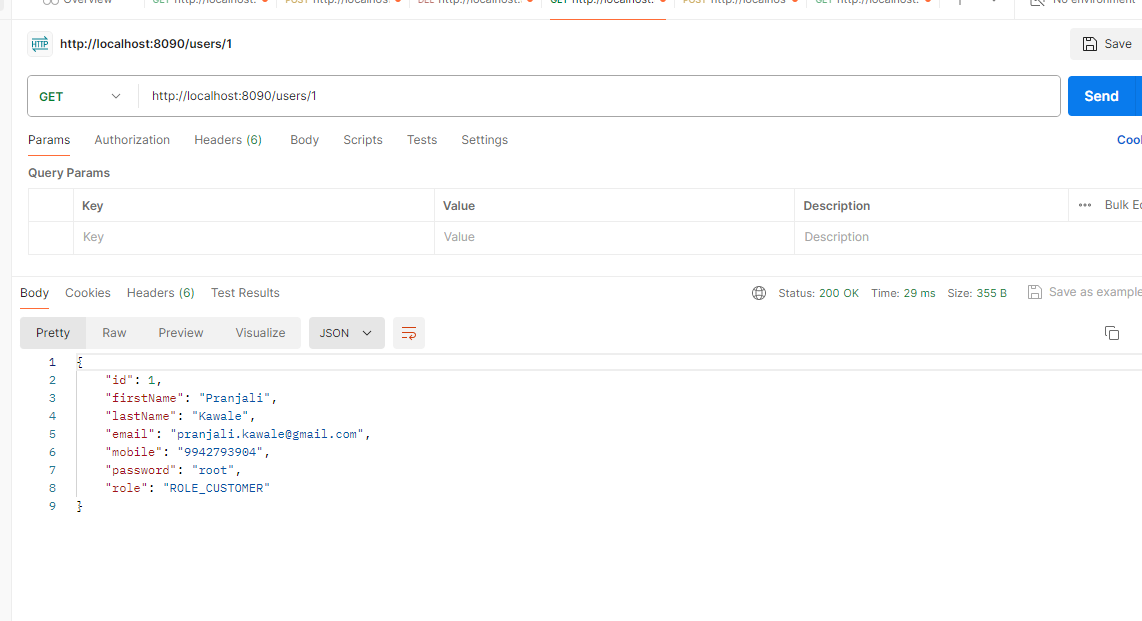 Overview GET http://localhost: POST http://localhos DEL http://localhost: GET http://localhost: POST http://localhos GET http://localhost: No environment
HTTP http://localhost:8090/users/1 Save
GET http://localhost:8090/users/1 Send
Params Authorization Headers (6) Body Scripts Tests Settings
Query Params
Key Value Description ••• Bulk
Key Value Description
Body Cookies Headers (6) Test Results Status: 200 OK Time: 29 ms Size: 355 B Save as example
Pretty Raw Preview Visualize JSON
1 {
2 "id": 1,
3 "firstName": "Pranjali",
4 "lastName": "Kawale",
5 "email": "pranjali.kawale@gmail.com",
6 "mobile": "9942793904",
7 "password": "root",
8 "role": "ROLE_CUSTOMER"
9 }